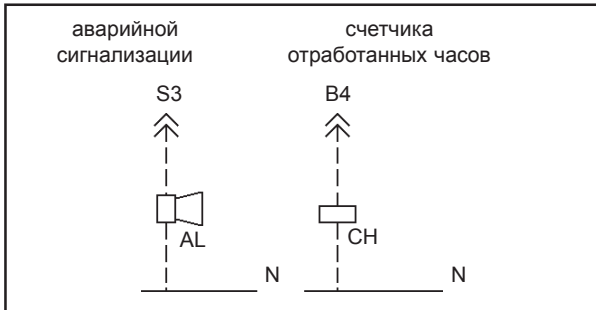 аварийной
сигнализации
S3
AL
N
счетчика
отработанных часов
B4
CH
N